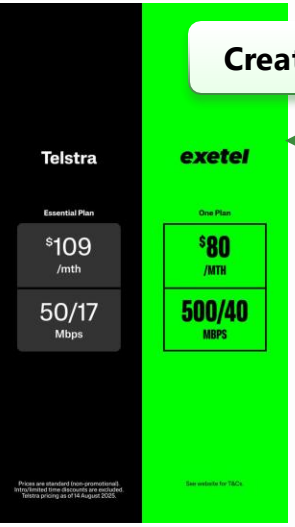 Creat
Telstra
exetel
Essential Plan
One Plan
$109
/mth
$80
/MTH
50/17
Mbps
500/40
MBPS
Prices are standard (non-promotional).
Intro/limited time discounts are excluded.
Telstra pricing as of 14 August 2025.
See website for T&Cs